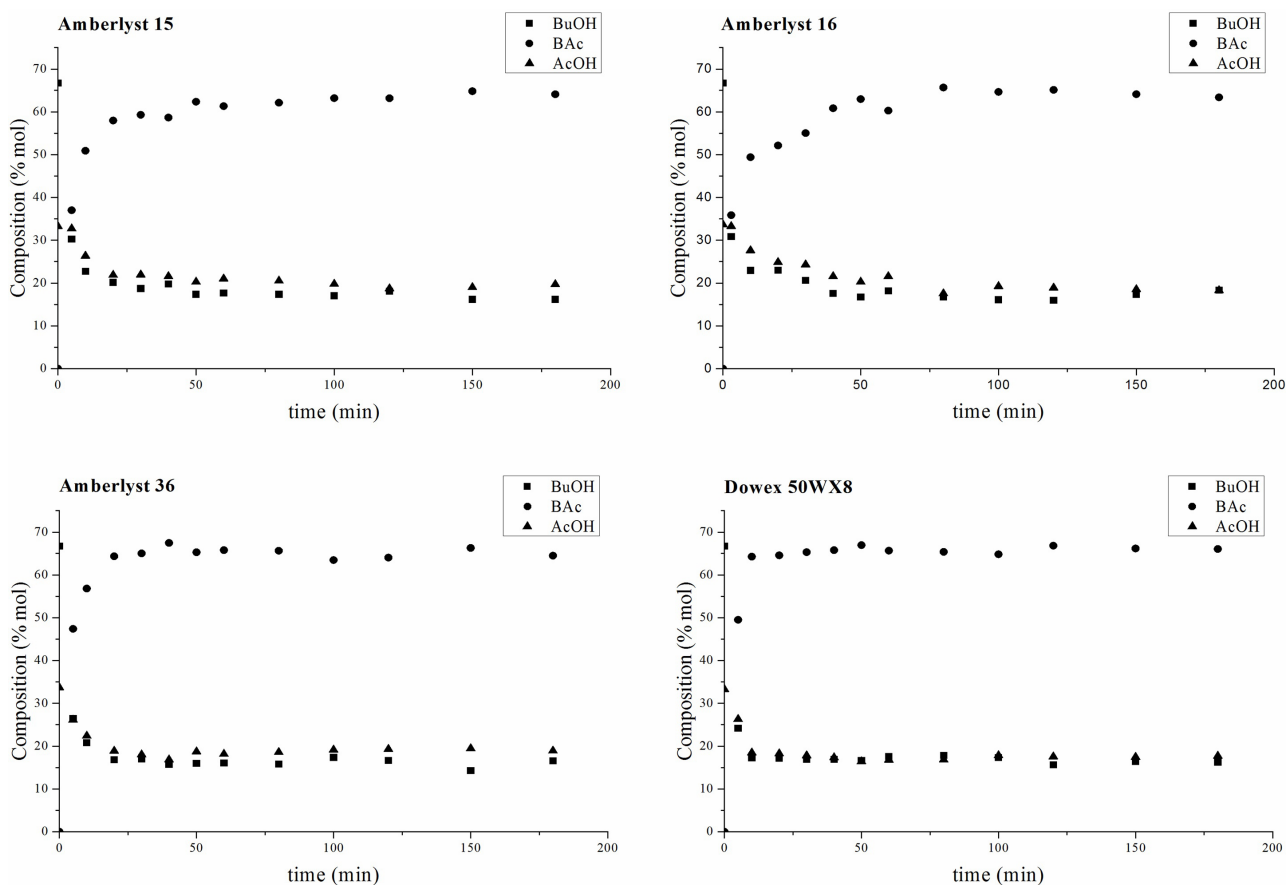 Amberlyst 15
BuOH
BAc
AcOH
Composition (% mol)
70
60
50
40
30
20
10
0
0 50 100 150 200
time (min)
Amberlyst 16
BuOH
BAc
AcOH
Composition (% mol)
70
60
50
40
30
20
10
0
0 50 100 150 200
time (min)
Amberlyst 36
BuOH
BAc
AcOH
Composition (% mol)
70
60
50
40
30
20
10
0
0 50 100 150 200
time (min)
Dowex 50WX8
BuOH
BAc
AcOH
Composition (% mol)
70
60
50
40
30
20
10
0
0 50 100 150 200
time (min)